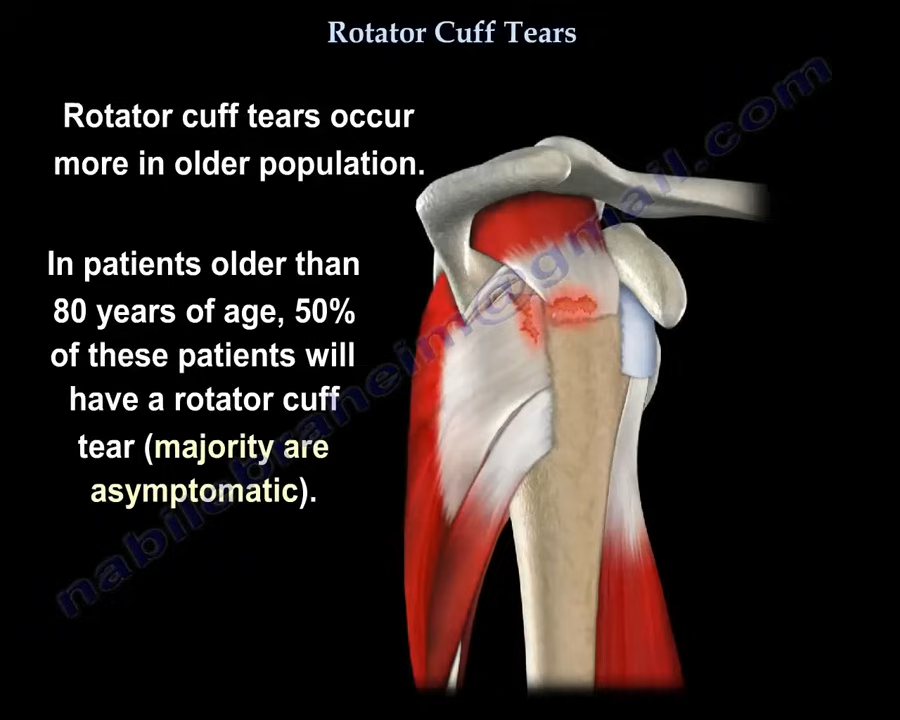 Rotator Cuff Tears
Rotator cuff tears occur
more in older population.
In patients older than
80 years of age, 50%
of these patients will
have a rotator cuff
tear (majority are
asymptomatic).
nabilebraheim@gmail.com